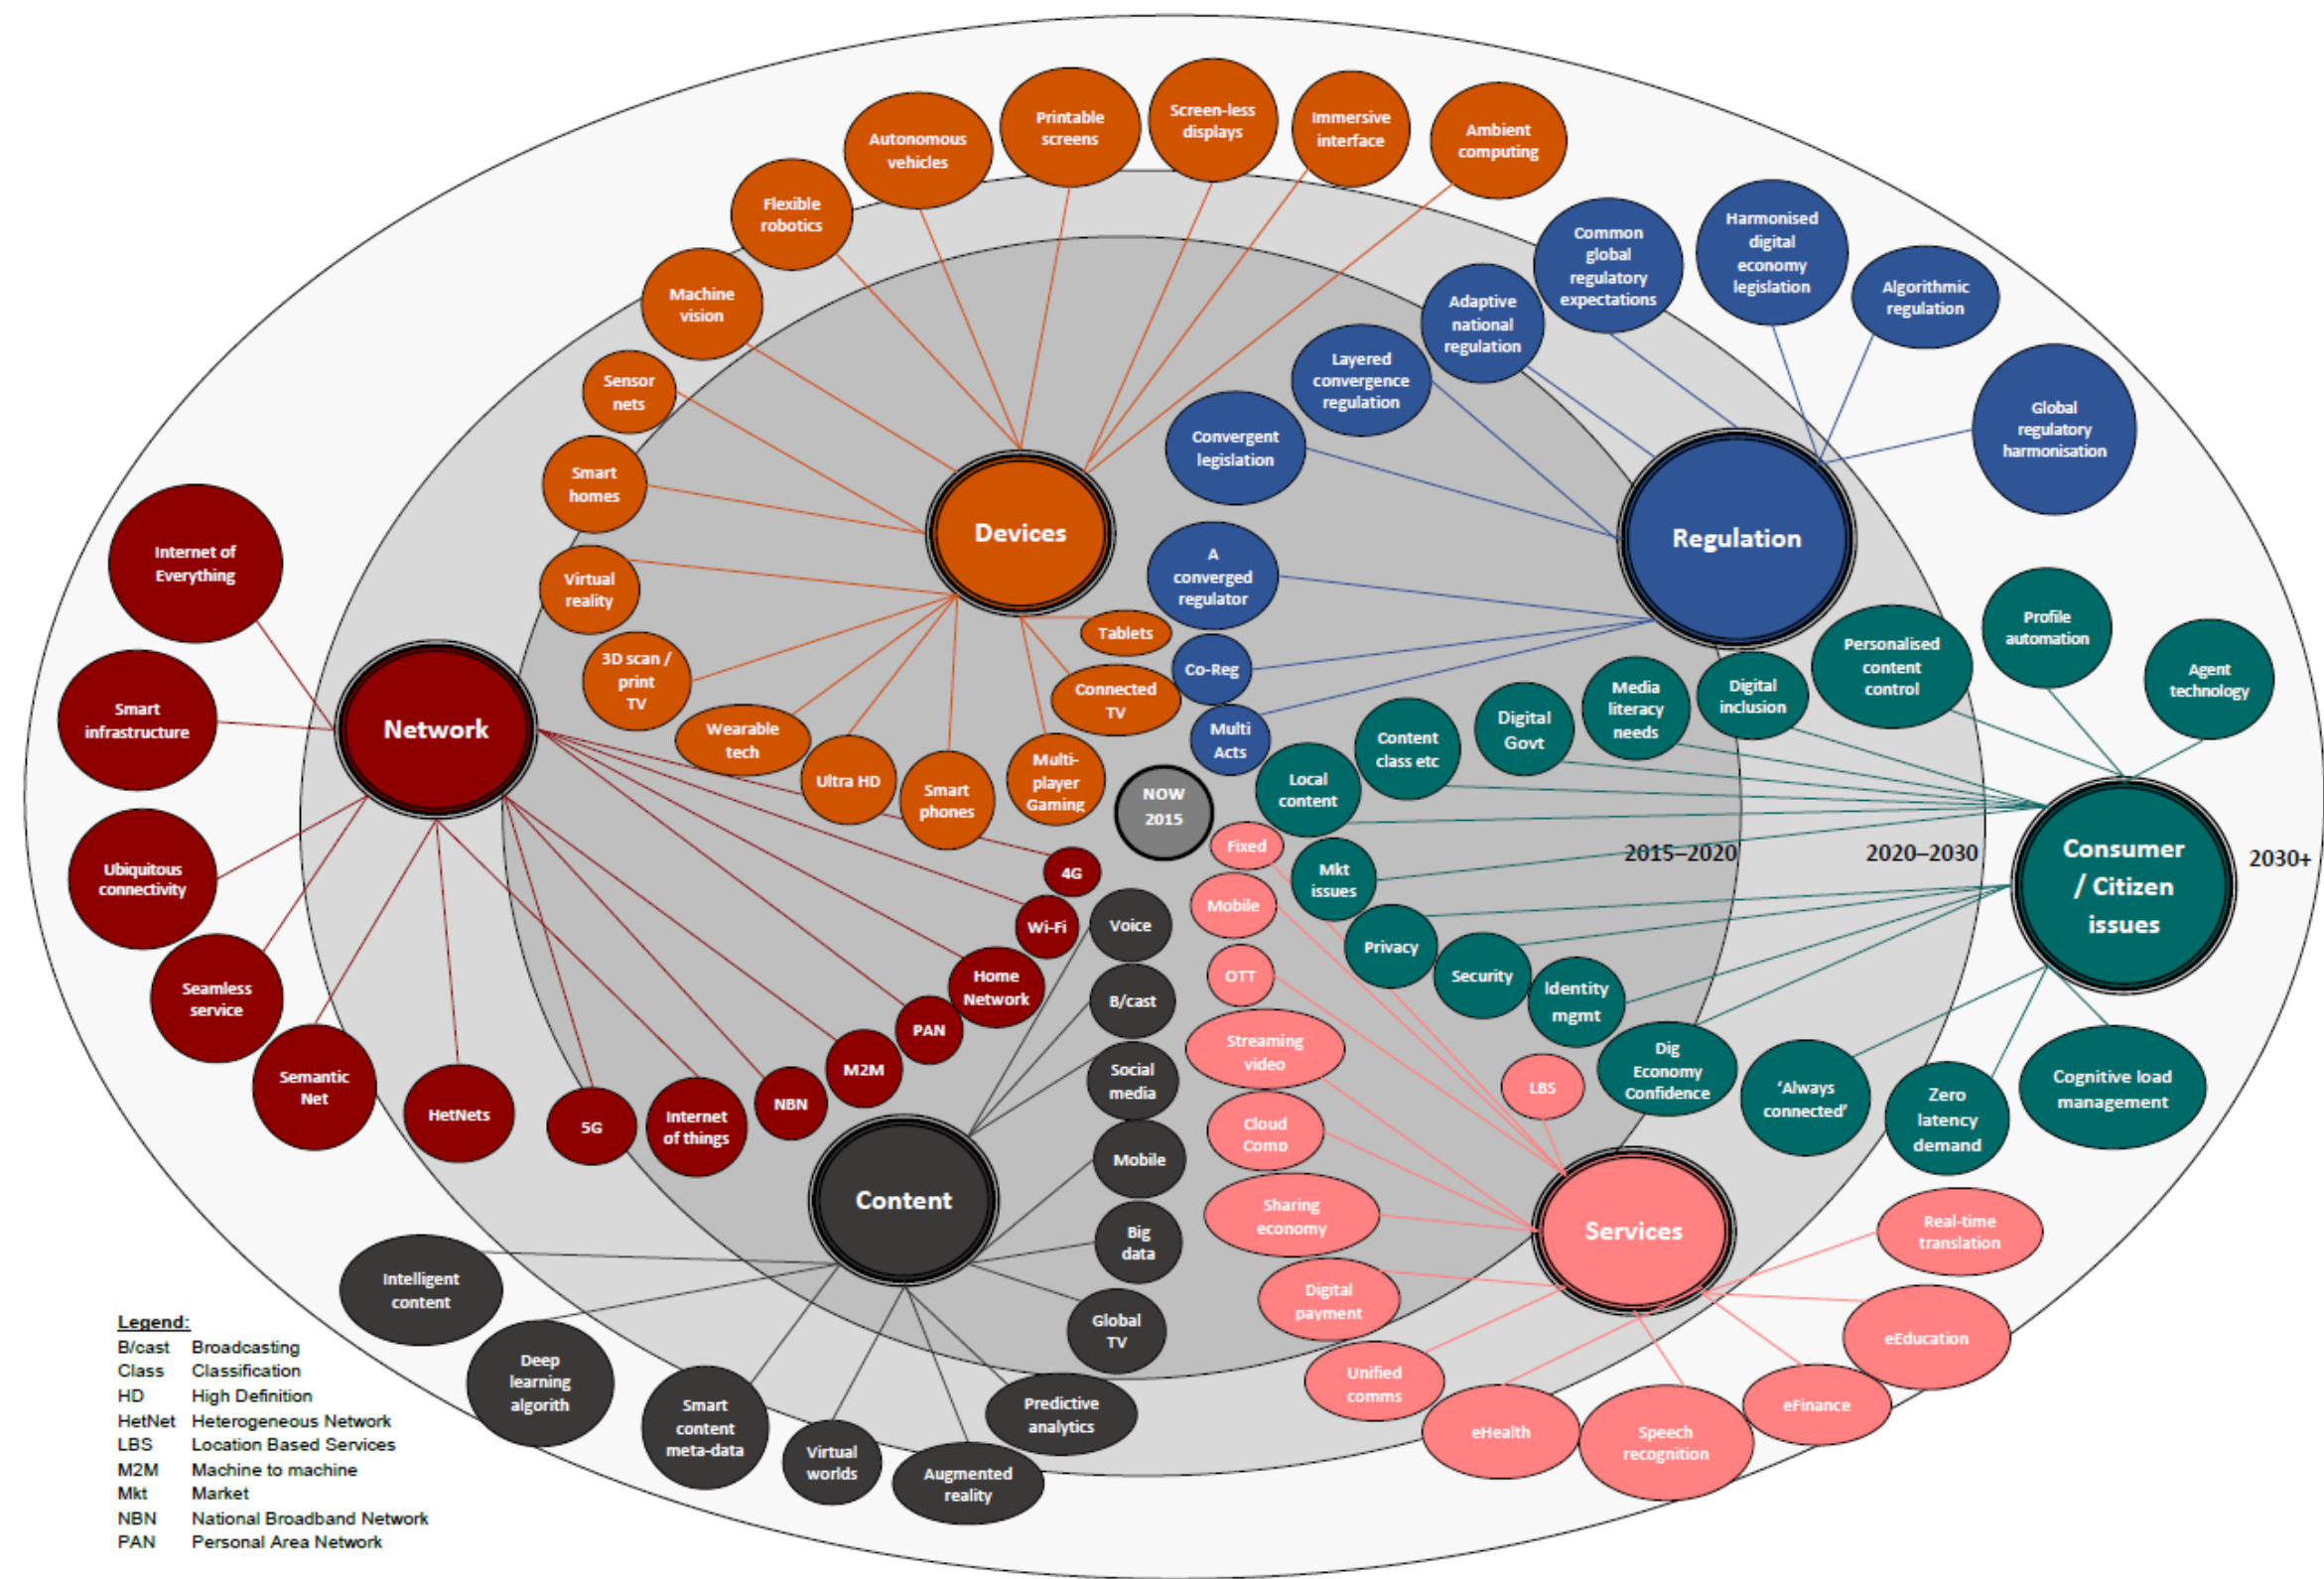 Printable
screens
Screen-less
displays
Immersive
interface
Ambient
computing
Autonomous
vehicles
Flexible
robotics
Machine
vision
Sensor
nets
Smart
homes
Virtual
reality
3D scan /
print
TV
Wearable
tech
Ultra HD
Smart
phones
Multi-
player
Gaming
Connected
TV
Tablets
Devices
Harmonised
digital
economy
legislation
Common
global
regulatory
expectations
Algorithmic
regulation
Adaptive
national
regulation
Layered
convergence
regulation
Global
regulatory
harmonisation
Convergent
legislation
Regulation
A
converged
regulator
Co-Reg
Multi
Acts
Internet of
Everything
Smart
infrastructure
Network
Ubiquitous
connectivity
Seamless
service
Semantic
Net
HetNets
5G
Internet
of things
NBN
M2M
PAN
Home
Network
Wi-Fi
4G
NOW
2015
2015–2020
2020–2030
2030+
Profile
automation
Agent
technology
Personalised
content
control
Digital
inclusion
Media
literacy
needs
Digital
Govt
Content
class etc
Local
content
Mkt
issues
Privacy
Security
Identity
mgmt
Dig
Economy
Confidence
‘Always
connected’
Zero
latency
demand
Cognitive load
management
Consumer
/ Citizen
issues
Fixed
Mobile
OTT
Streaming
video
Cloud
Comp
Sharing
economy
Digital
payment
Unified
comms
eHealth
Speech
recognition
eFinance
eEducation
Real-time
translation
LBS
Services
Voice
B/cast
Social
media
Mobile
Big
data
Global
TV
Predictive
analytics
Augmented
reality
Virtual
worlds
Smart
content
meta-data
Deep
learning
algorith
Intelligent
content
Content
Legend:
B/cast Broadcasting
Class Classification
HD High Definition
HetNet Heterogeneous Network
LBS Location Based Services
M2M Machine to machine
Mkt Market
NBN National Broadband Network
PAN Personal Area Network